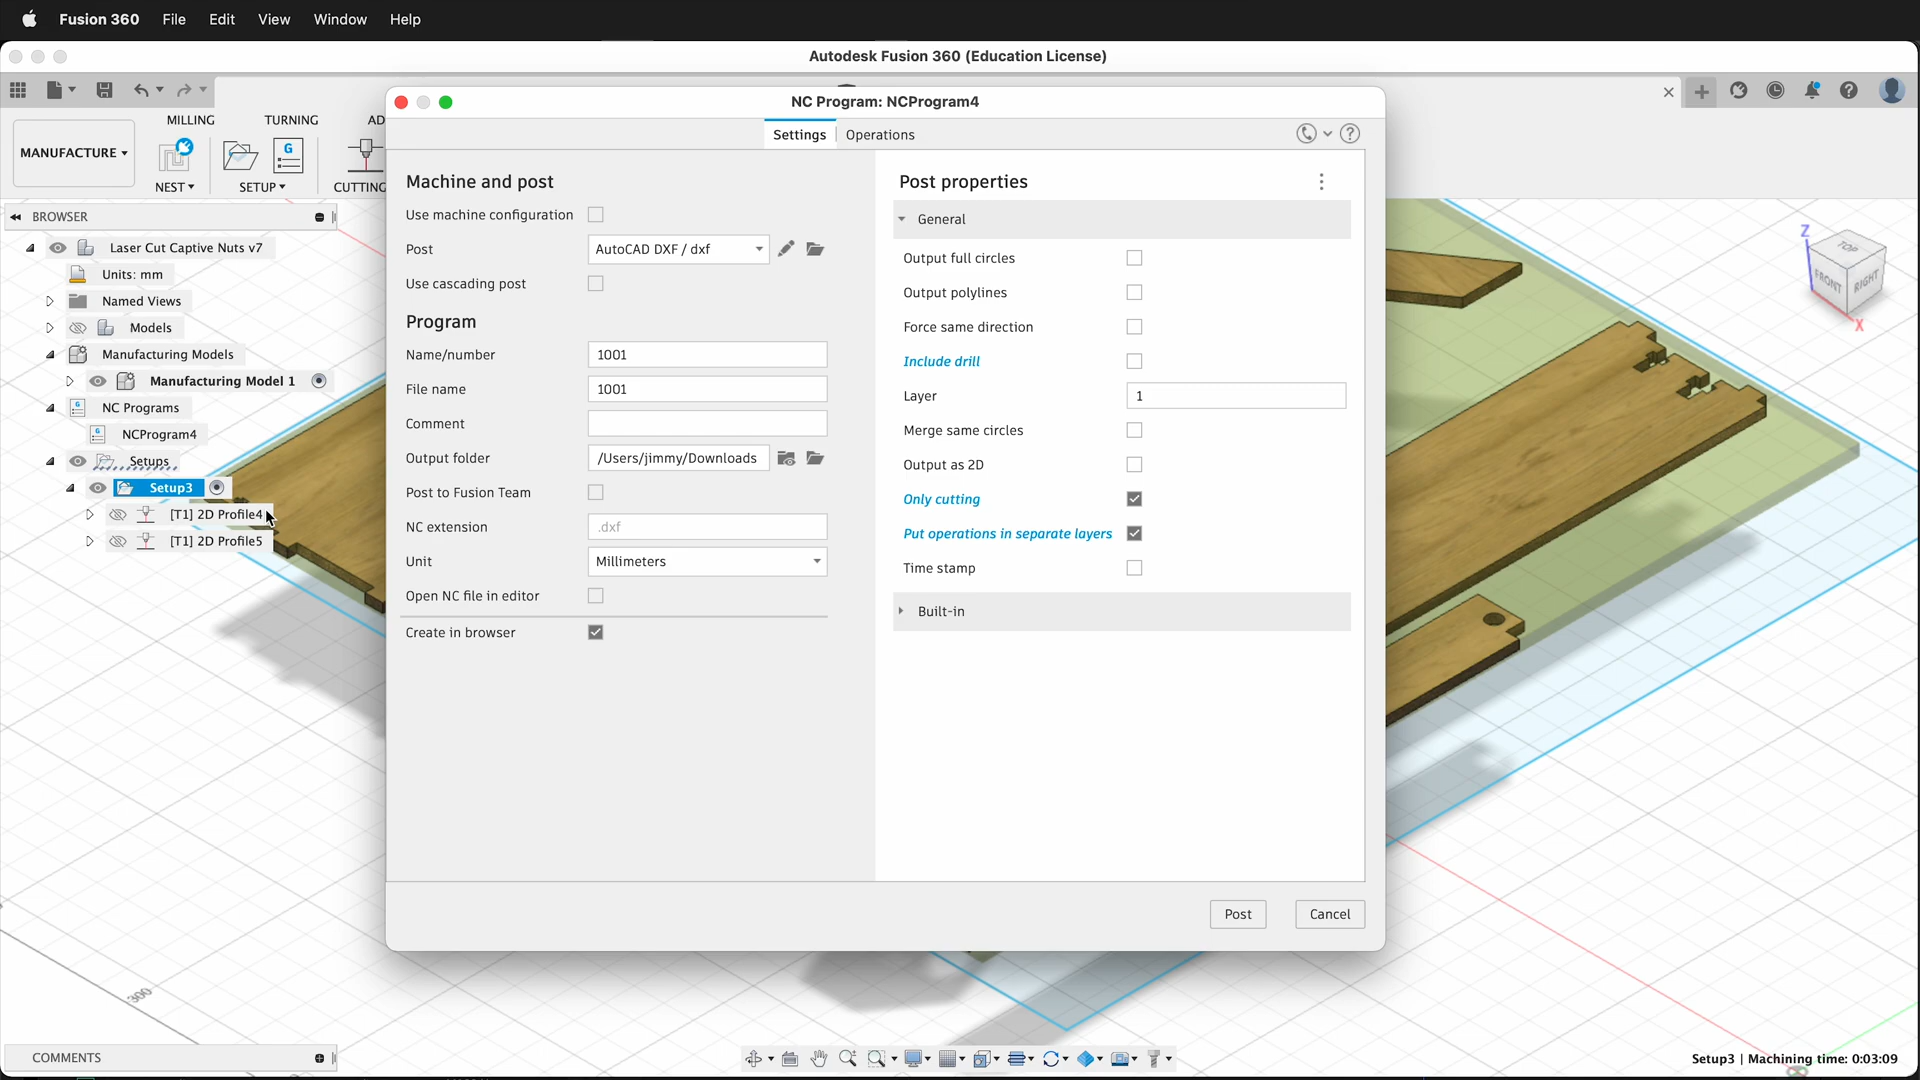 Fusion 360 File Edit View Window Help
Autodesk Fusion 360 (Education License)
MILLING TURNING AD
MANUFACTURE
NEST SETUP CUTTING
BROWSER
Laser Cut Captive Nuts v7
Units: mm
Named Views
Models
Manufacturing Models
Manufacturing Model 1
NC Programs
NCProgram4
Setups
Setup3
[T1] 2D Profile4
[T1] 2D Profile5
NC Program: NCProgram4
Settings Operations
Machine and post
Use machine configuration
Post AutoCAD DXF / dxf
Use cascading post
Program
Name/number 1001
File name 1001
Comment
Output folder /Users/jimmy/Downloads
Post to Fusion Team
NC extension .dxf
Unit Millimeters
Open NC file in editor
Create in browser
Post properties
General
Output full circles
Output polylines
Force same direction
Include drill
Layer 1
Merge same circles
Output as 2D
Only cutting
Put operations in separate layers
Time stamp
Built-in
Post Cancel
Z
TOP
FRONT RIGHT
X
300
COMMENTS
Setup3 | Machining time: 0:03:09